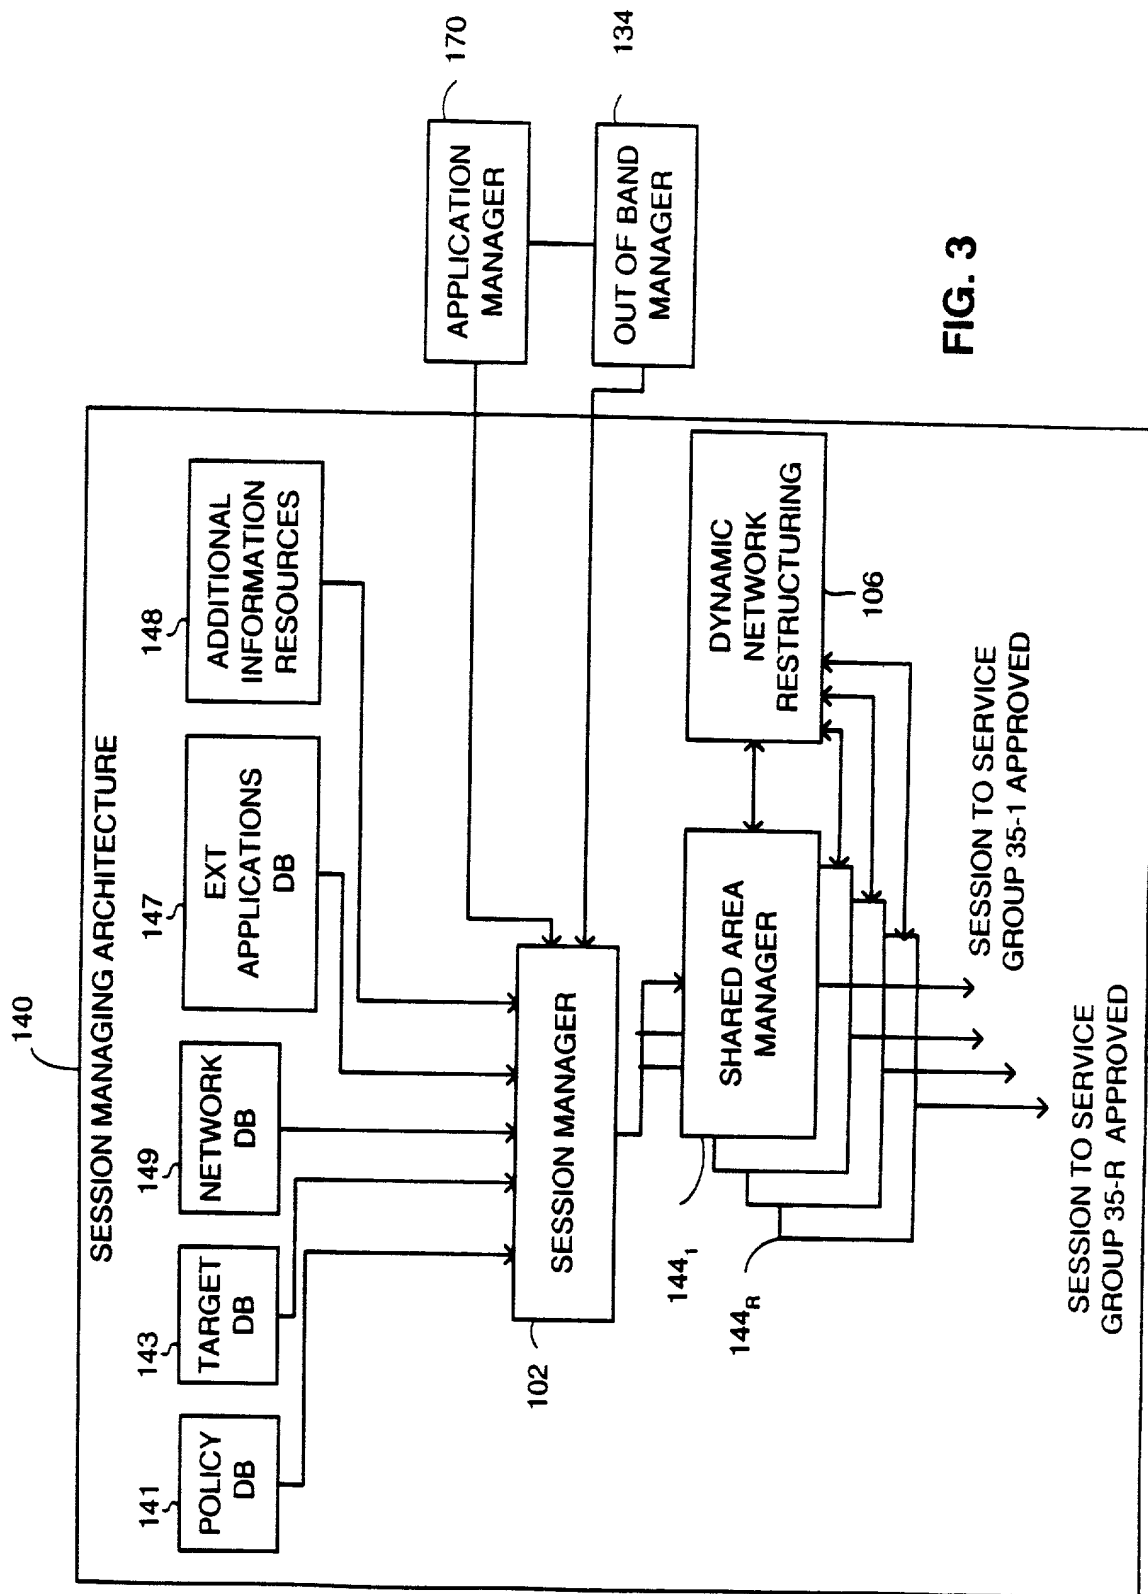 140
SESSION MANAGING ARCHITECTURE
141
POLICY
DB
143
TARGET
DB
149
NETWORK
DB
147
EXT
APPLICATIONS
DB
148
ADDITIONAL
INFORMATION
RESOURCES
170
APPLICATION
MANAGER
134
OUT OF BAND
MANAGER
102
SESSION MANAGER
144₁
144R
SHARED AREA
MANAGER
DYNAMIC
NETWORK
RESTRUCTURING
106
SESSION TO SERVICE
GROUP 35-1 APPROVED
SESSION TO SERVICE
GROUP 35-R APPROVED
FIG. 3